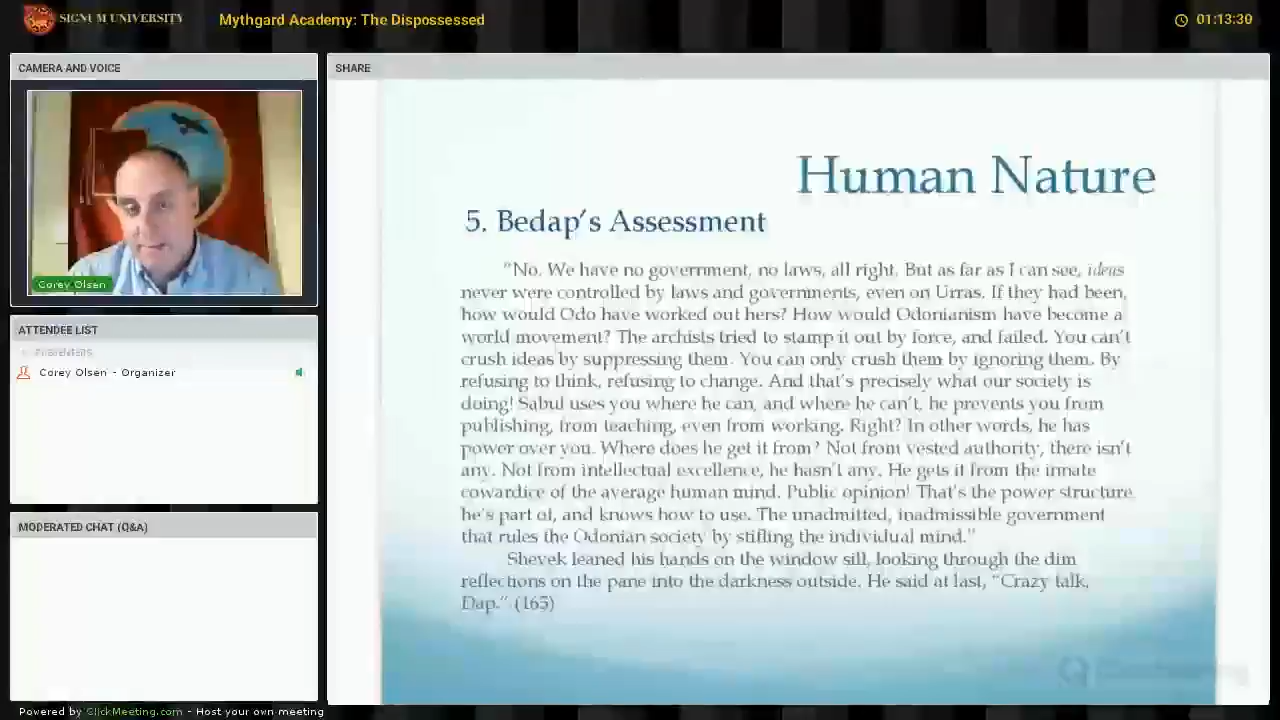 SIGNUM UNIVERSITY
Mythgard Academy: The Dispossessed
01:13:30
CAMERA AND VOICE
Corey Olsen
ATTENDEE LIST
PRESENTERS
Corey Olsen - Organizer
MODERATED CHAT (Q&A)
Powered by ClickMeeting.com - Host your own meeting
SHARE
Human Nature
5. Bedap's Assessment
"No. We have no government, no laws, all right. But as far as I can see, ideas
never were controlled by laws and governments, even on Urras. If they had been,
how would Odo have worked out hers? How would Odonianism have become a
world movement? The archists tried to stamp it out by force, and failed. You can't
crush ideas by suppressing them. You can only crush them by ignoring them. By
refusing to think, refusing to change. And that's precisely what our society is
doing! Sabul uses you where he can, and where he can't, he prevents you from
publishing, from teaching, even from working. Right? In other words, he has
power over you. Where does he get it from? Not from vested authority, there isn't
any. Not from intellectual excellence, he hasn't any. He gets it from the innate
cowardice of the average human mind. Public opinion! That's the power structure
he's part of, and knows how to use. The unadmitted, inadmissible government
that rules the Odonian society by stifling the individual mind."
Shevek leaned his hands on the window sill, looking through the dim
reflections on the pane into the darkness outside. He said at last, "Crazy talk,
Dap." (165)